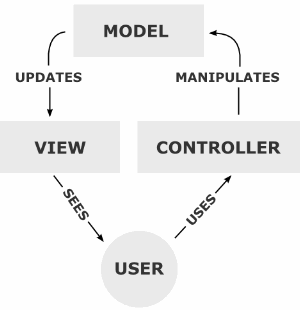 MODEL
UPDATES
MANIPULATES
VIEW
CONTROLLER
SEES
USES
USER